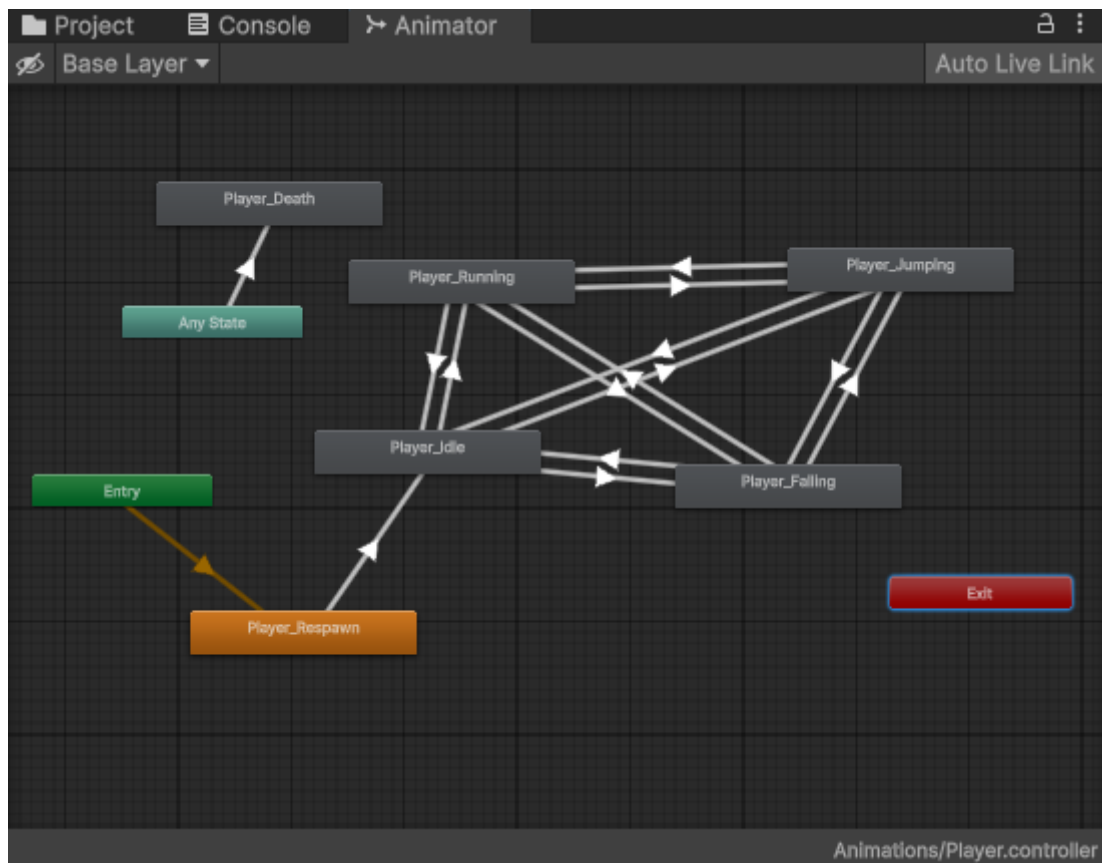 Project Console Animator
Base Layer Auto Live Link
Player_Death
Player_Running
Player_Jumping
Any State
Player_Idle
Player_Falling
Entry
Exit
Player_Respawn
Animations/Player.controller